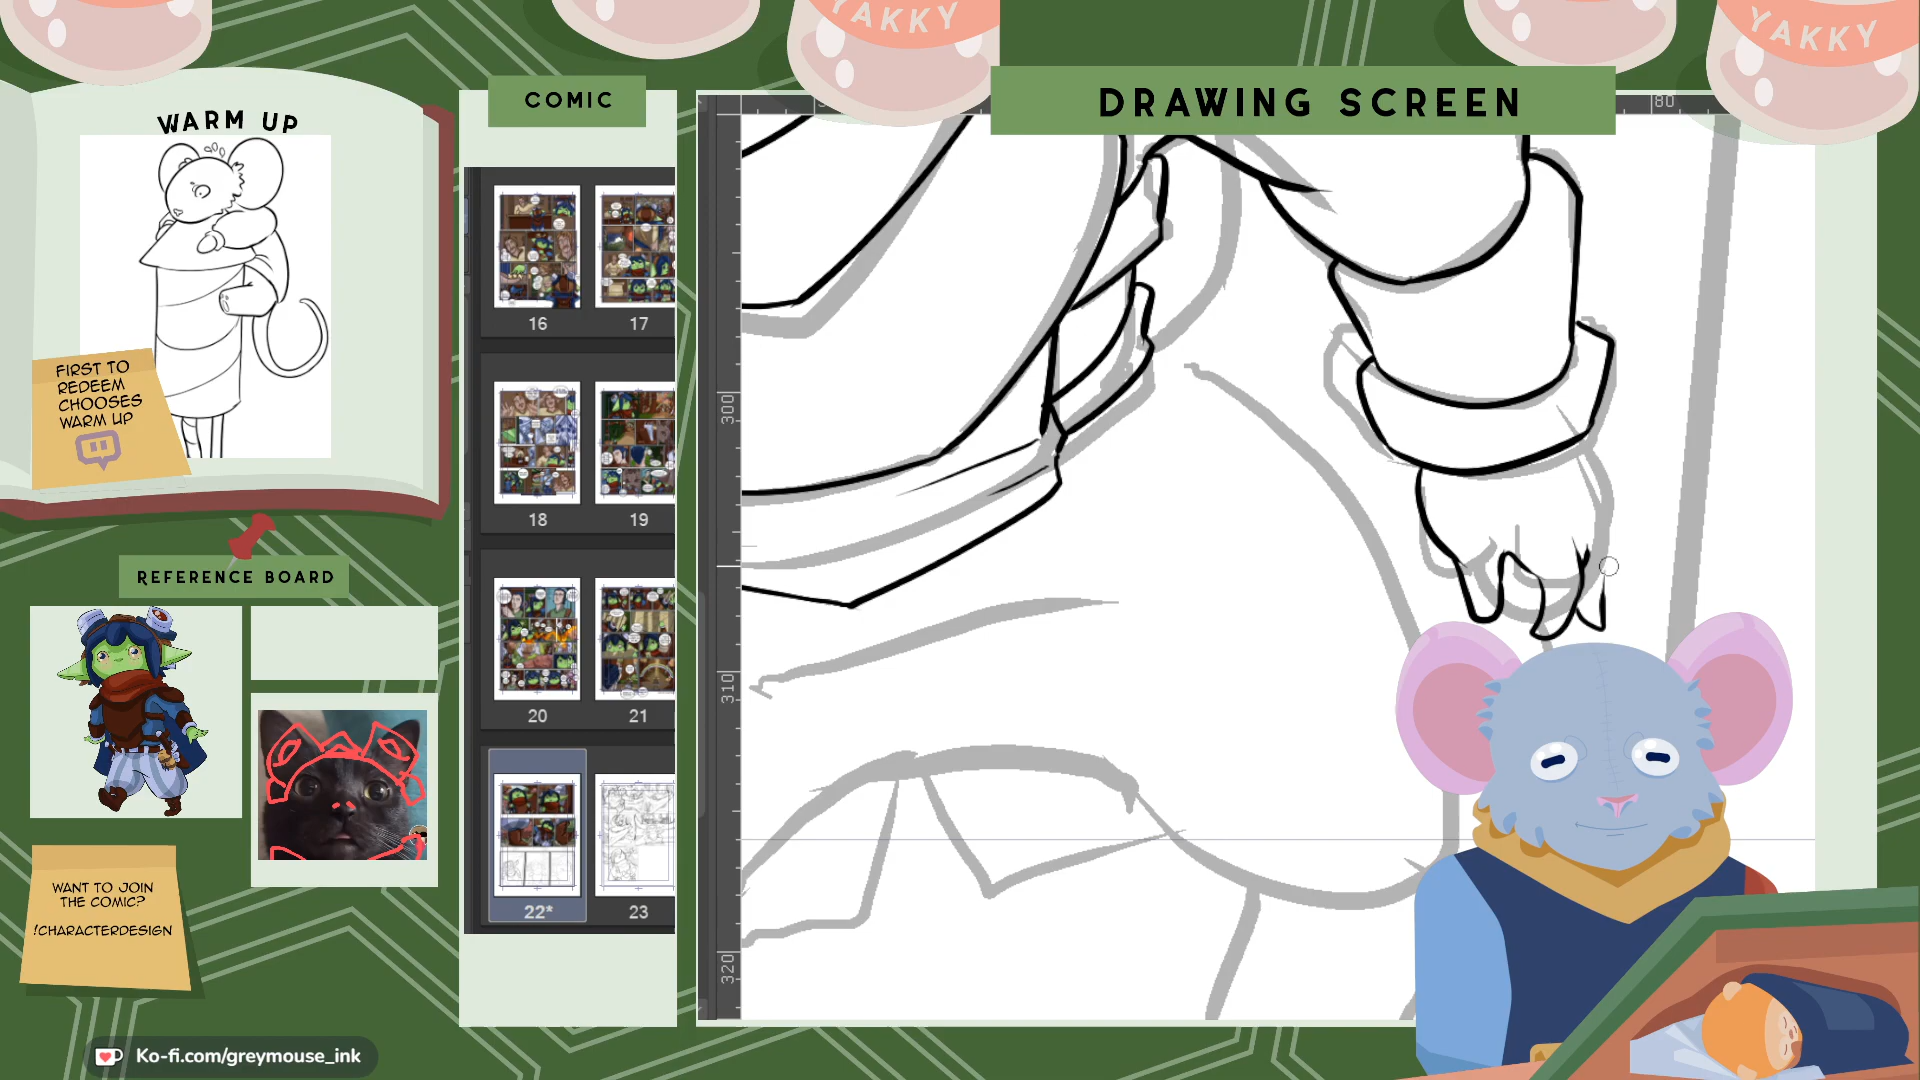 YAKKY
YAKKY
WARM UP
COMIC
DRAWING SCREEN
80
FIRST TO
REDEEM
CHOOSES
WARM UP
16
17
18
19
20
21
22*
23
300
310
320
REFERENCE BOARD
WANT TO JOIN
THE COMIC?
!CHARACTERDESIGN
Ko-fi.com/greymouse_ink